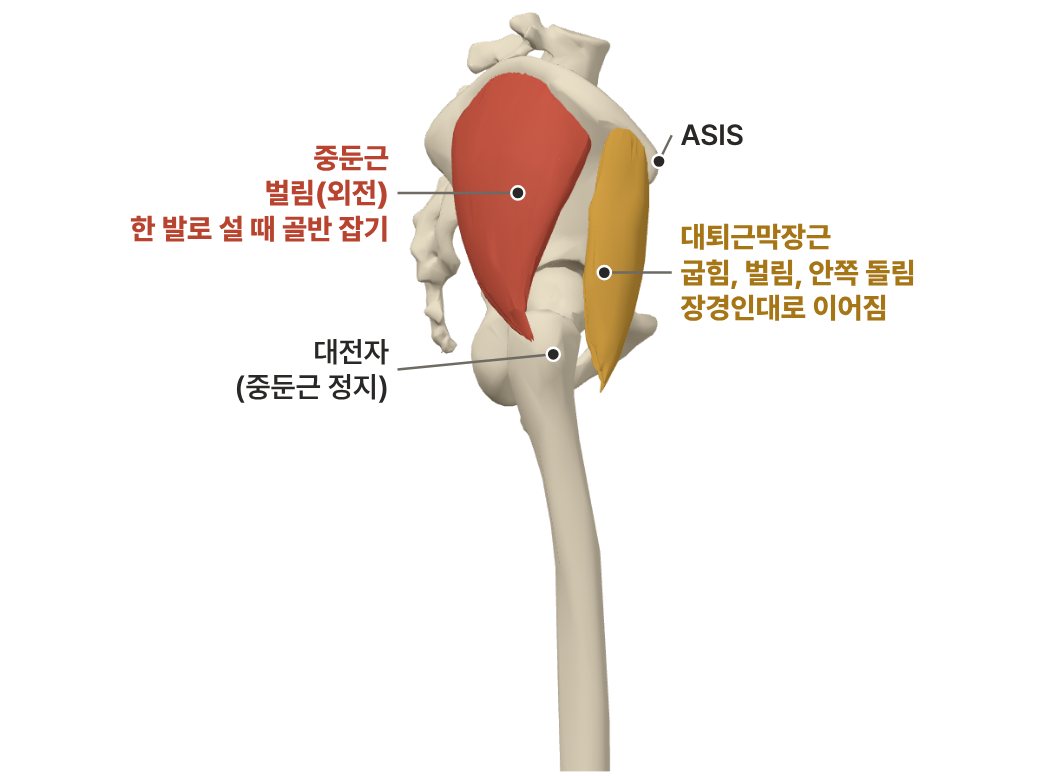 중둔근
벌림(외전)
한 발로 설 때 골반 잡기
ASIS
대퇴근막장근
굽힘, 벌림, 안쪽 돌림
장경인대로 이어짐
대전자
(중둔근 정지)